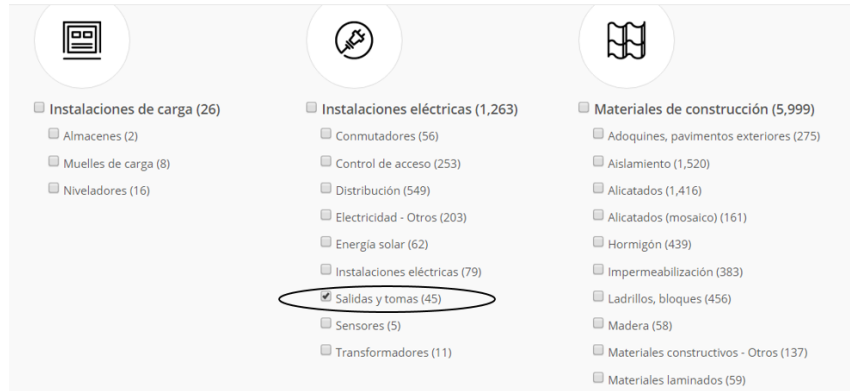 Instalaciones de carga (26)
Almacenes (2)
Muelles de carga (8)
Niveladores (16)
Instalaciones eléctricas (1,263)
Conmutadores (56)
Control de acceso (253)
Distribución (549)
Electricidad - Otros (203)
Energía solar (62)
Instalaciones eléctricas (79)
Salidas y tomas (45)
Sensores (5)
Transformadores (11)
Materiales de construcción (5,999)
Adoquines, pavimentos exteriores (275)
Aislamiento (1,520)
Alicatados (1,416)
Alicatados (mosaico) (161)
Hormigón (439)
Impermeabilización (383)
Ladrillos, bloques (456)
Madera (58)
Materiales constructivos - Otros (137)
Materiales laminados (59)